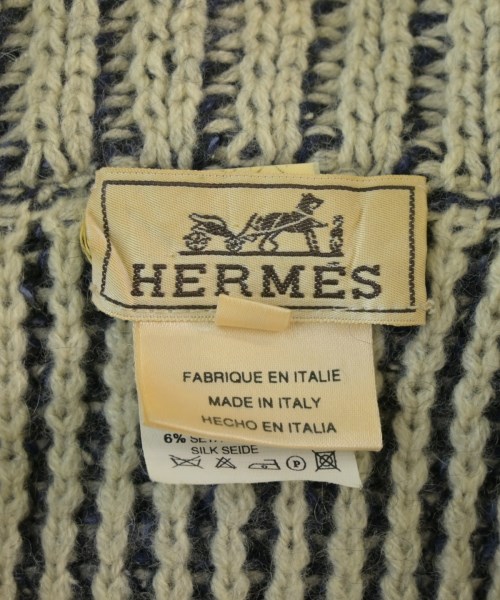 HERMÈS
FABRIQUE EN ITALIE
MADE IN ITALY
HECHO EN ITALIA
6%
SILK SEIDE
P